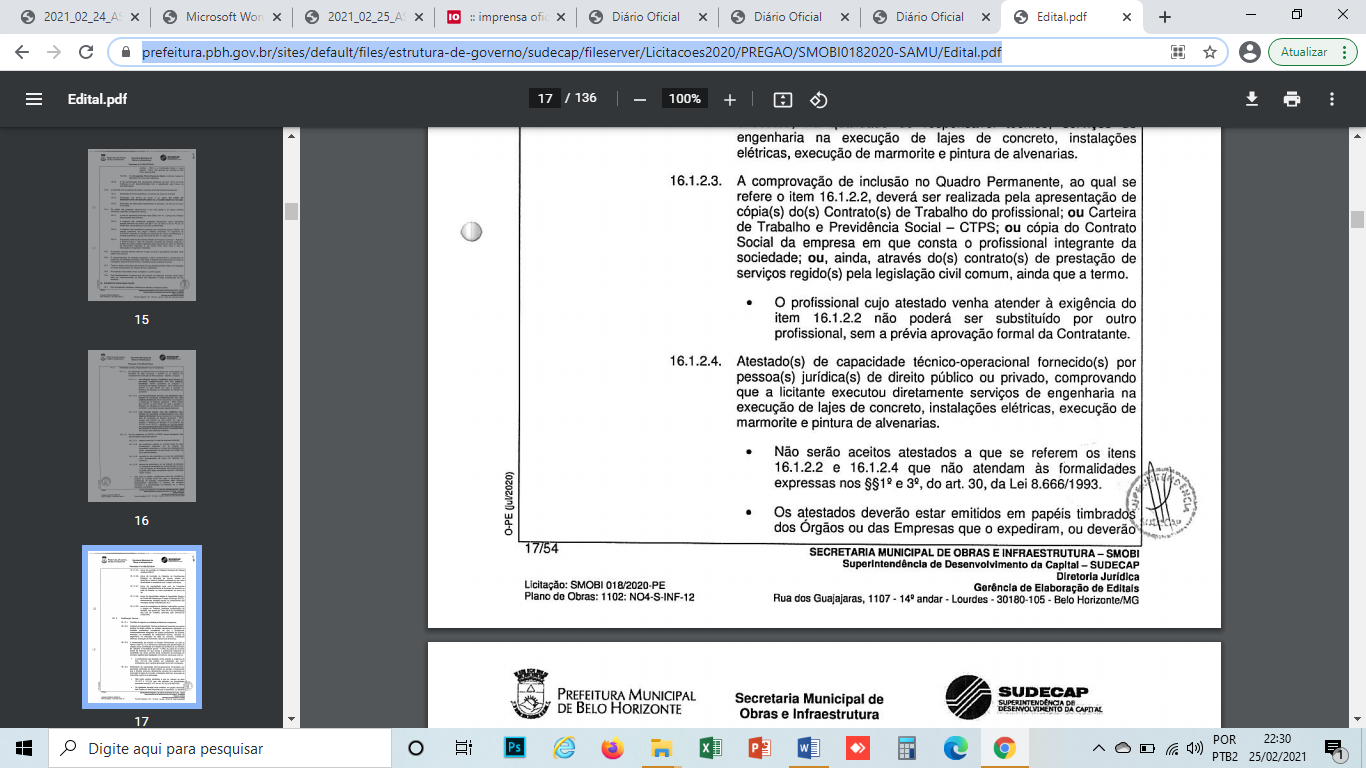 2021_02_24_AS
Microsoft Wor
2021_02_25_AS
:: imprensa ofic
Diário Oficial
Diário Oficial
Diário Oficial
Edital.pdf
prefeitura.pbh.gov.br/sites/default/files/estrutura-de-governo/sudecap/fileserver/Licitacoes2020/PREGAO/SMOBI0182020-SAMU/Edital.pdf
Atualizar
Edital.pdf
17 / 136
100%
15
16
17
engenharia na execução de lajes de concreto, instalações
elétricas, execução de marmorite e pintura de alvenarias.
16.1.2.3. A comprovação de inclusão no Quadro Permanente, ao qual se
refere o item 16.1.2.2, deverá ser realizada pela apresentação de
cópia(s) do(s) Contrato(s) de Trabalho do profissional; ou Carteira
de Trabalho e Previdência Social – CTPS; ou cópia do Contrato
Social da empresa em que consta o profissional integrante da
sociedade; ou, ainda, através do(s) contrato(s) de prestação de
serviços regido(s) pela legislação civil comum, ainda que a termo.
• O profissional cujo atestado venha atender à exigência do
item 16.1.2.2 não poderá ser substituído por outro
profissional, sem a prévia aprovação formal da Contratante.
16.1.2.4. Atestado(s) de capacidade técnico-operacional fornecido(s) por
pessoa(s) jurídica(s) de direito público ou privado, comprovando
que a licitante executou diretamente serviços de engenharia na
execução de lajes de concreto, instalações elétricas, execução de
marmorite e pintura de alvenarias.
• Não serão aceitos atestados a que se referem os itens
16.1.2.2 e 16.1.2.4 que não atendam às formalidades
expressas nos §§1º e 3º, do art. 30, da Lei 8.666/1993.
• Os atestados deverão estar emitidos em papéis timbrados
dos Órgãos ou das Empresas que o expediram, ou deverão
O-PE (jul/2020)
17/54
SECRETARIA MUNICIPAL DE OBRAS E INFRAESTRUTURA – SMOBI
Superintendência de Desenvolvimento da Capital – SUDECAP
Diretoria Jurídica
Gerência de Elaboração de Editais
Rua dos Guajajaras, 1107 - 14º andar - Lourdes - 30180-105 - Belo Horizonte/MG
Licitação: SMOBI 018/2020-PE
Plano de Obras: 1102: NO4-S-INF-12
PREFEITURA MUNICIPAL
DE BELO HORIZONTE
Secretaria Municipal de
Obras e Infraestrutura
SUDECAP
SUPERINTENDÊNCIA DE
DESENVOLVIMENTO DA CAPITAL
Digite aqui para pesquisar
POR
PTB2
22:30
25/02/2021
1